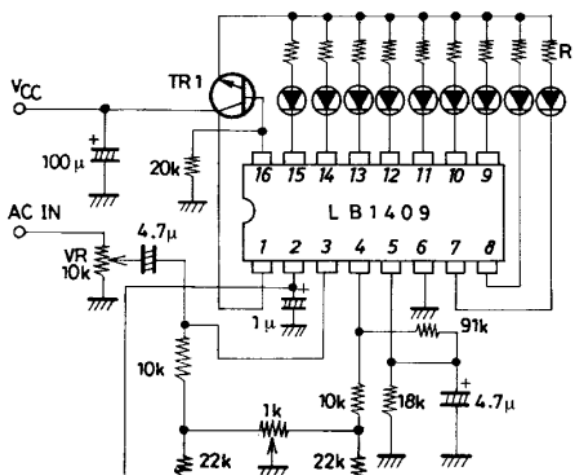 R
TR1
VCC
+
100μ
20k
16 15 14 13 12 11 10 9
LB1409
AC IN
4.7μ
VR
10k
1 2 3 4 5 6 7 8
+
1μ
91k
10k
1k
10k
18k
+
4.7μ
22k
22k